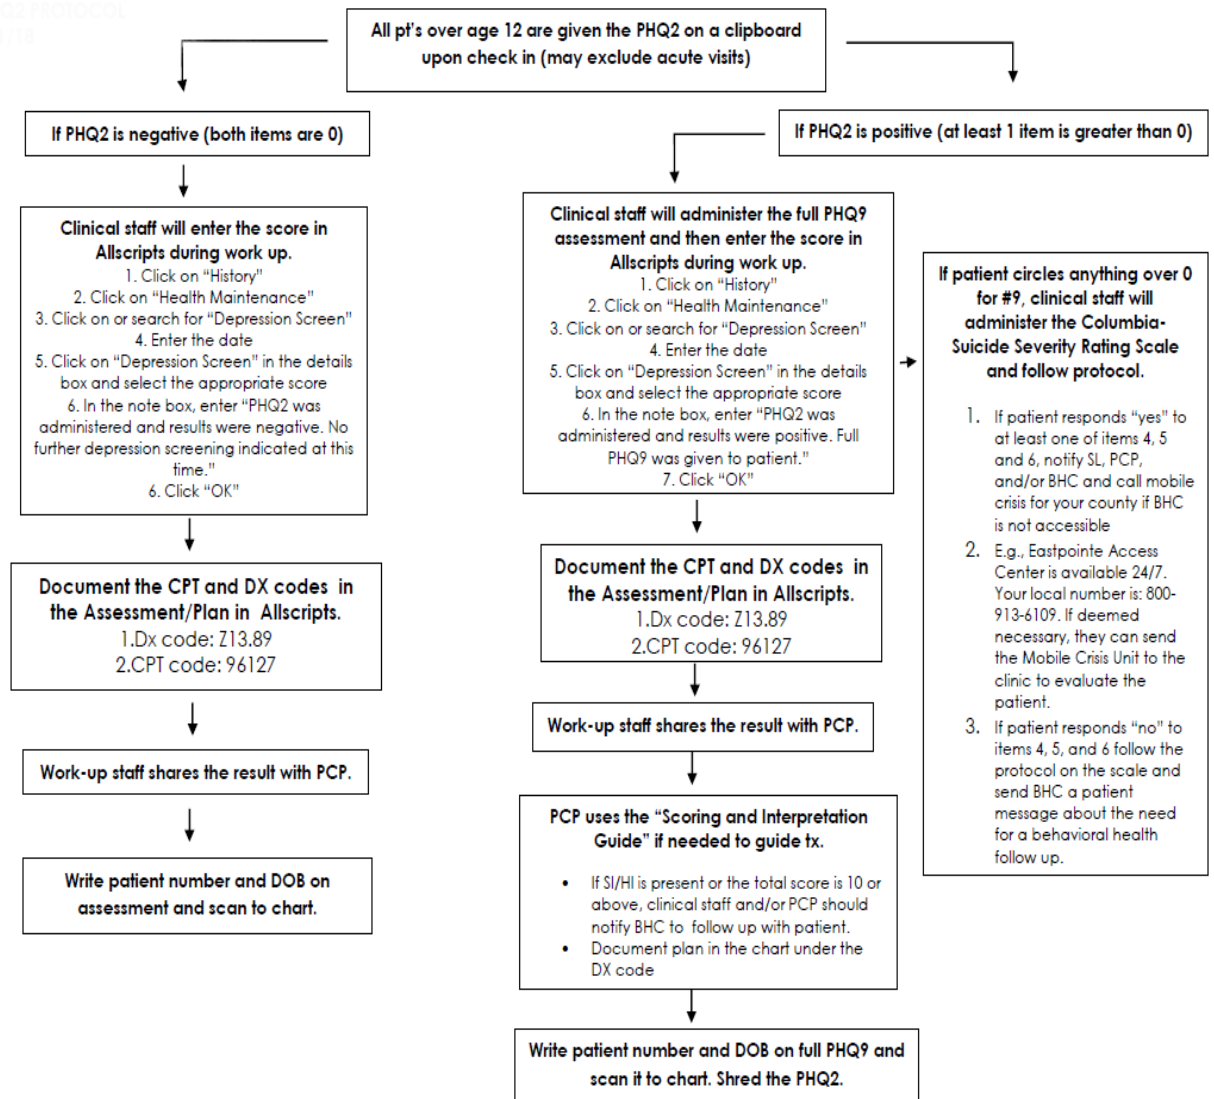 Q2 PROTOCOL
/18
All pt's over age 12 are given the PHQ2 on a clipboard
upon check in (may exclude acute visits)
If PHQ2 is negative (both items are 0)
If PHQ2 is positive (at least 1 item is greater than 0)
Clinical staff will enter the score in
Allscripts during work up.
1. Click on "History"
2. Click on "Health Maintenance"
3. Click on or search for "Depression Screen"
4. Enter the date
5. Click on "Depression Screen" in the details
box and select the appropriate score
6. In the note box, enter "PHQ2 was
administered and results were negative. No
further depression screening indicated at this
time."
6. Click "OK"
Document the CPT and DX codes in
the Assessment/Plan in Allscripts.
1.Dx code: Z13.89
2.CPT code: 96127
Work-up staff shares the result with PCP.
Write patient number and DOB on
assessment and scan to chart.
Clinical staff will administer the full PHQ9
assessment and then enter the score in
Allscripts during work up.
1. Click on "History"
2. Click on "Health Maintenance"
3. Click on or search for "Depression Screen"
4. Enter the date
5. Click on "Depression Screen" in the details
box and select the appropriate score
6. In the note box, enter "PHQ2 was
administered and results were positive. Full
PHQ9 was given to patient."
7. Click "OK"
Document the CPT and DX codes in
the Assessment/Plan in Allscripts.
1.Dx code: Z13.89
2.CPT code: 96127
Work-up staff shares the result with PCP.
PCP uses the "Scoring and Interpretation
Guide" if needed to guide tx.
• If SI/HI is present or the total score is 10 or
above, clinical staff and/or PCP should
notify BHC to follow up with patient.
• Document plan in the chart under the
DX code
Write patient number and DOB on full PHQ9 and
scan it to chart. Shred the PHQ2.
If patient circles anything over 0
for #9, clinical staff will
administer the Columbia-
Suicide Severity Rating Scale
and follow protocol.
1. If patient responds "yes" to
at least one of items 4, 5
and 6, notify SL, PCP,
and/or BHC and call mobile
crisis for your county if BHC
is not accessible
2. E.g., Eastpointe Access
Center is available 24/7.
Your local number is: 800-
913-6109. If deemed
necessary, they can send
the Mobile Crisis Unit to the
clinic to evaluate the
patient.
3. If patient responds "no" to
items 4, 5, and 6 follow the
protocol on the scale and
send BHC a patient
message about the need
for a behavioral health
follow up.